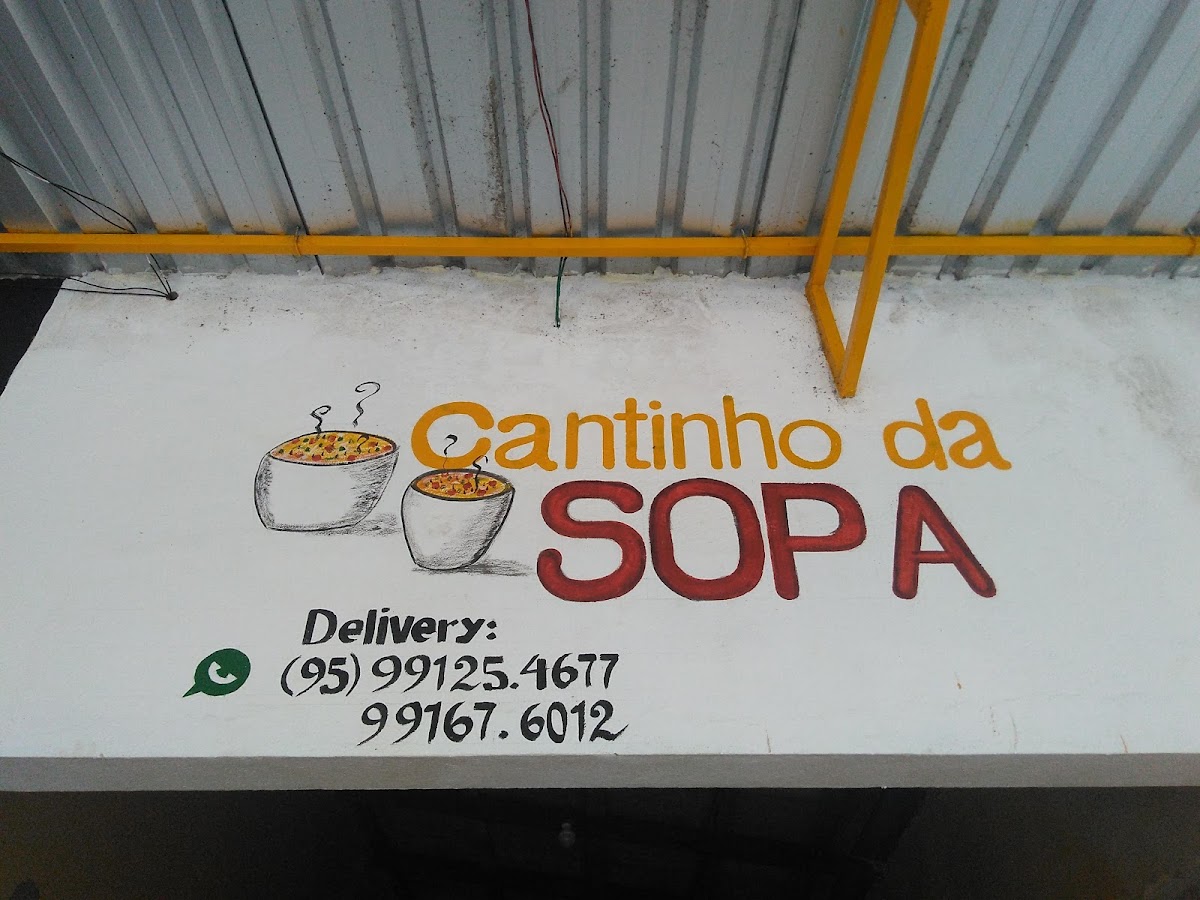 Cantinho da
SOPA
Delivery:
(95) 99125.4677
99167.6012